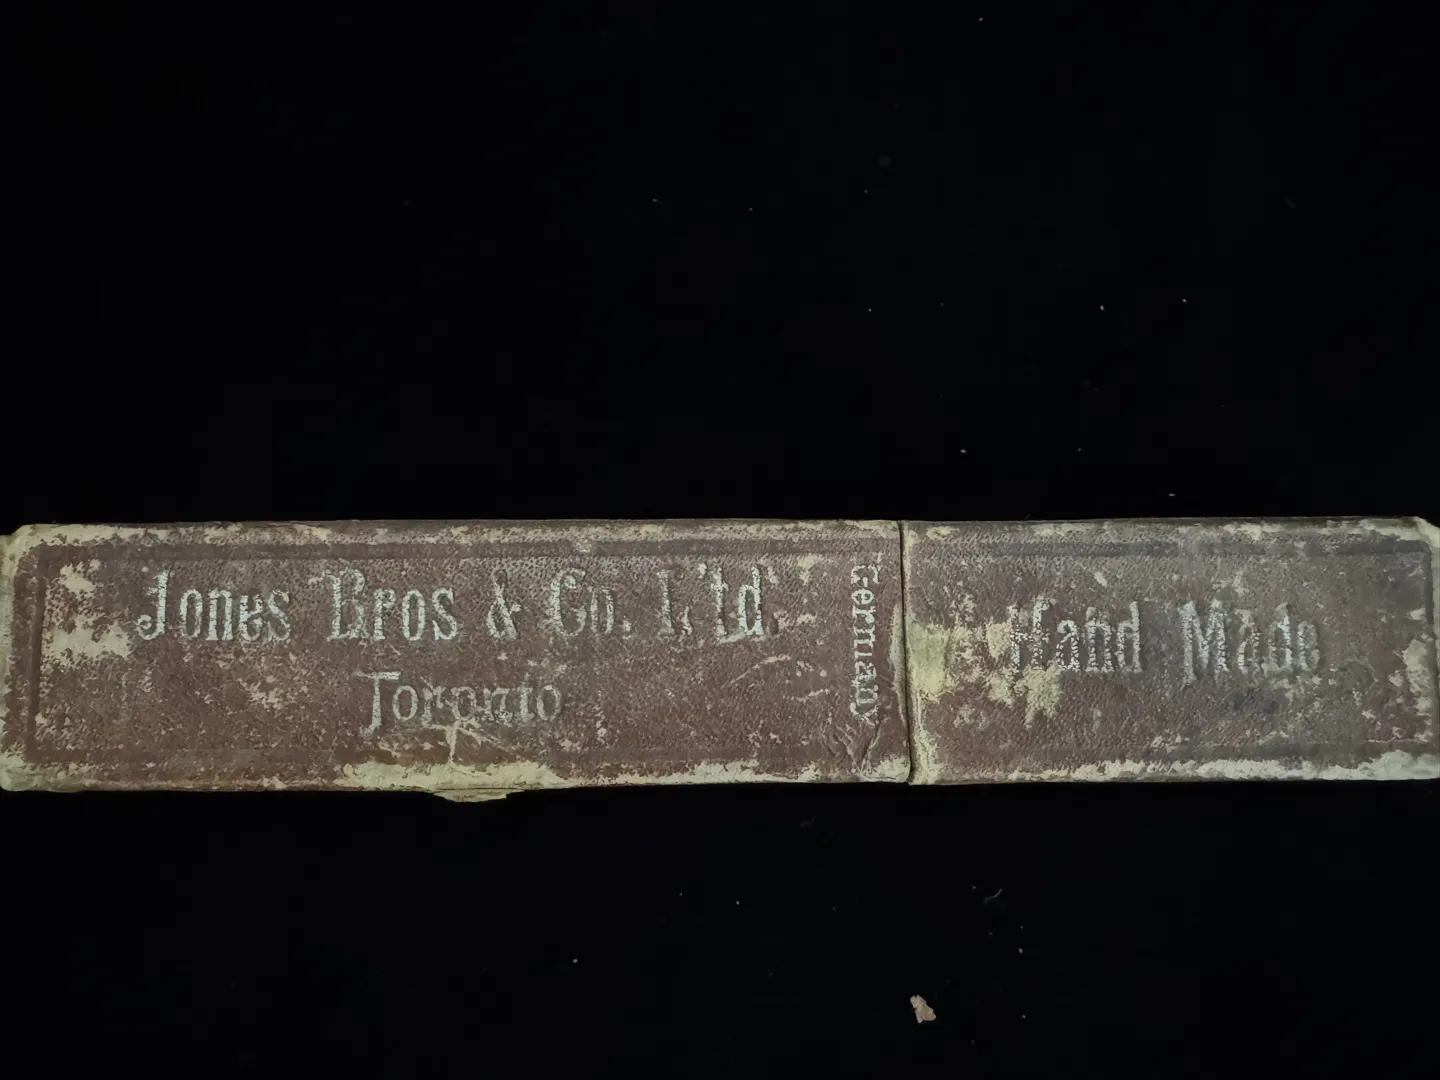 Jones Bros & Co. L'td.
Toronto
Germany
Hand Made